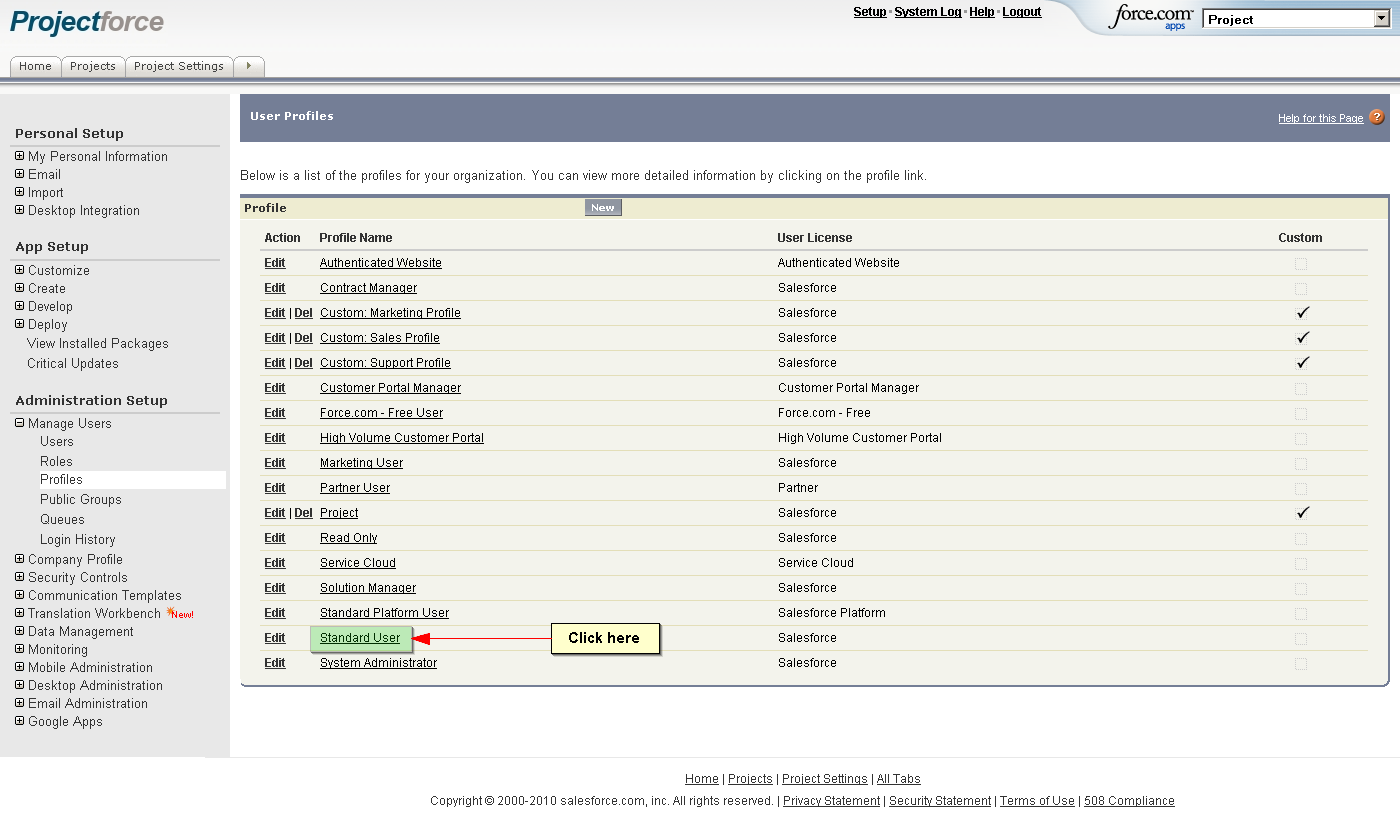 Projectforce
Setup · System Log · Help · Logout
force.com
apps
Project
Home
Projects
Project Settings
Personal Setup
My Personal Information
Email
Import
Desktop Integration
App Setup
Customize
Create
Develop
Deploy
View Installed Packages
Critical Updates
Administration Setup
Manage Users
Users
Roles
Profiles
Public Groups
Queues
Login History
Company Profile
Security Controls
Communication Templates
Translation Workbench New!
Data Management
Monitoring
Mobile Administration
Desktop Administration
Email Administration
Google Apps
User Profiles
Help for this Page ?
Below is a list of the profiles for your organization. You can view more detailed information by clicking on the profile link.
Profile New
Action Profile Name User License Custom
Edit Authenticated Website Authenticated Website
Edit Contract Manager Salesforce
Edit | Del Custom: Marketing Profile Salesforce
Edit | Del Custom: Sales Profile Salesforce
Edit | Del Custom: Support Profile Salesforce
Edit Customer Portal Manager Customer Portal Manager
Edit Force.com - Free User Force.com - Free
Edit High Volume Customer Portal High Volume Customer Portal
Edit Marketing User Salesforce
Edit Partner User Partner
Edit | Del Project Salesforce
Edit Read Only Salesforce
Edit Service Cloud Service Cloud
Edit Solution Manager Salesforce
Edit Standard Platform User Salesforce Platform
Edit Standard User Click here Salesforce
Edit System Administrator Salesforce
Home | Projects | Project Settings | All Tabs
Copyright © 2000-2010 salesforce.com, inc. All rights reserved. | Privacy Statement | Security Statement | Terms of Use | 508 Compliance